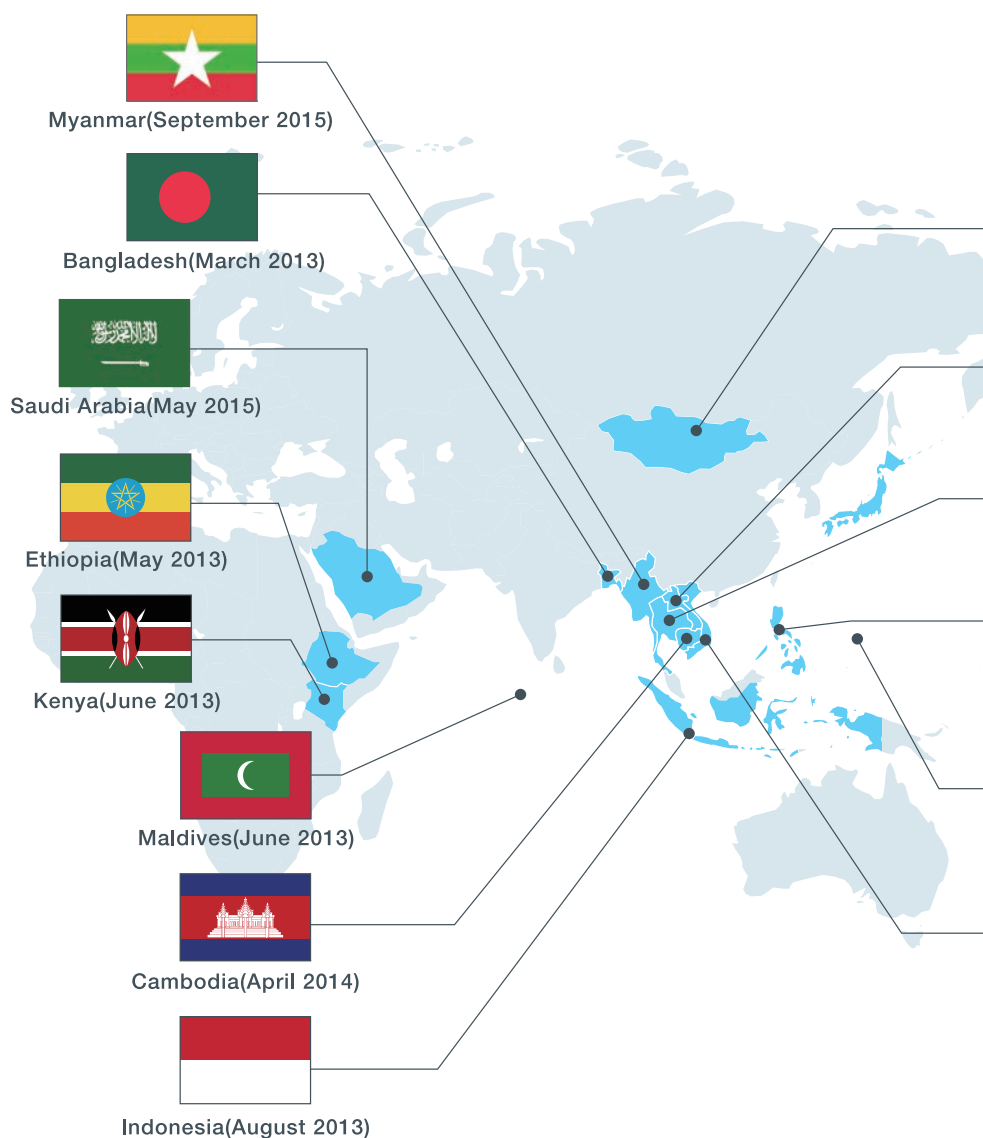 Myanmar(September 2015)
Bangladesh(March 2013)
Saudi Arabia(May 2015)
Ethiopia(May 2013)
Kenya(June 2013)
Maldives(June 2013)
Cambodia(April 2014)
Indonesia(August 2013)